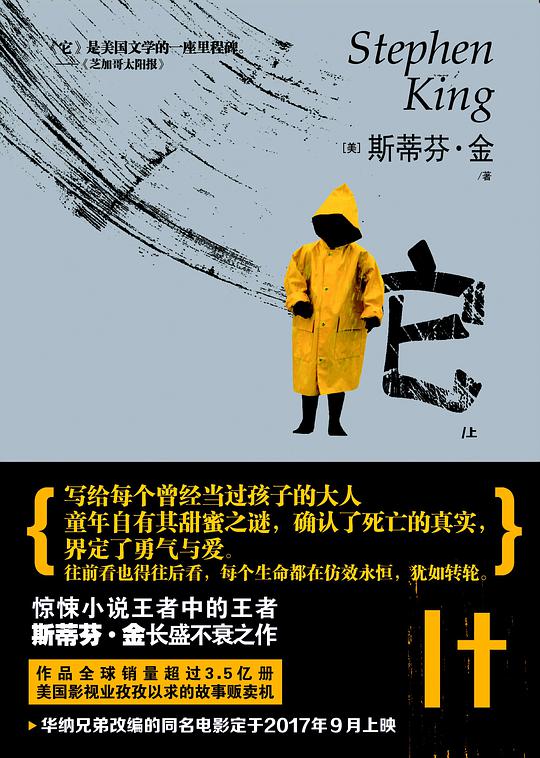 《它》是美国文学的一座里程碑。
——《芝加哥太阳报》
Stephen
King
[美] 斯蒂芬·金
/著
它
/上
写给每个曾经当过孩子的大人
童年自有其甜蜜之谜，确认了死亡的真实，
界定了勇气与爱。
往前看也得往后看，每个生命都在仿效永恒，犹如转轮。
惊悚小说王者中的王者
斯蒂芬·金长盛不衰之作
It
作品全球销量超过3.5亿册
美国影视业孜孜以求的故事贩卖机
华纳兄弟改编的同名电影定于2017年9月上映